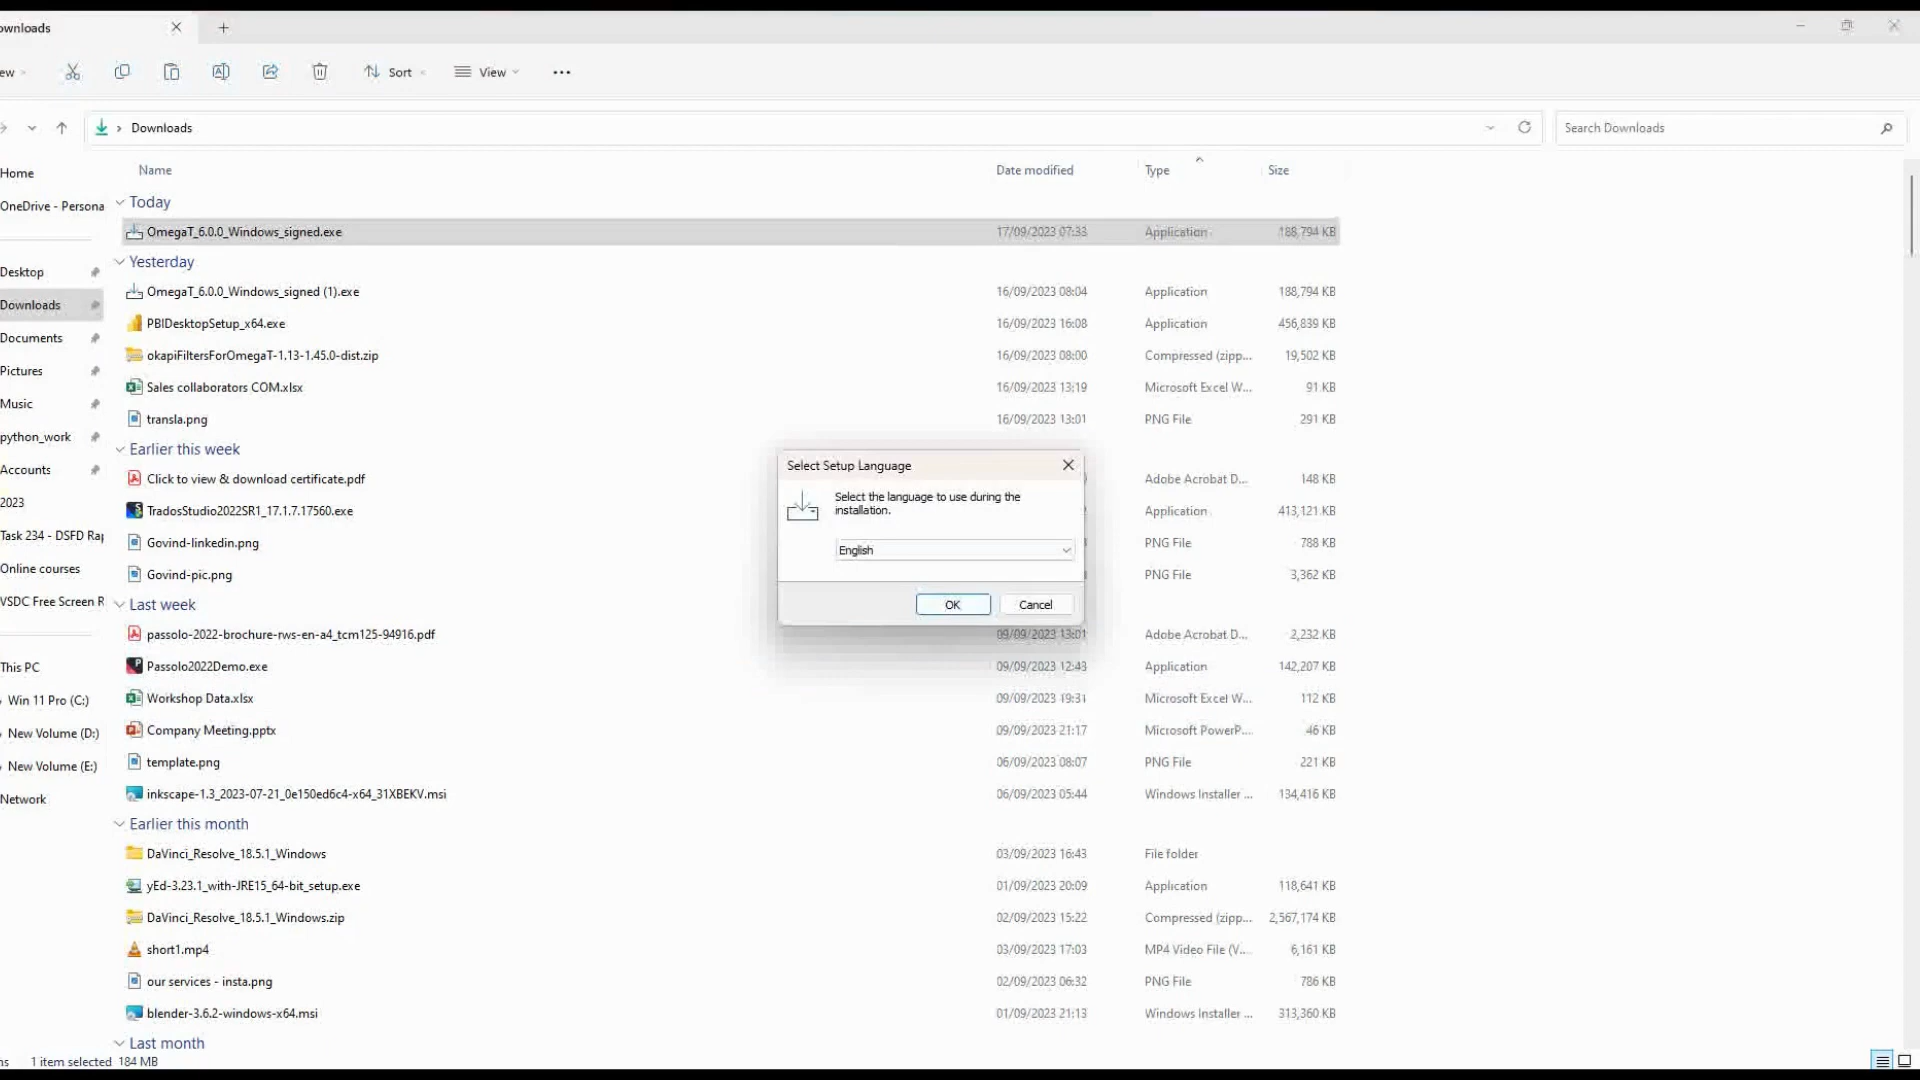 ownloads
ew
Sort
View
Downloads
Search Downloads
Name Date modified Type Size
Home
OneDrive - Persona
Desktop
Downloads
Documents
Pictures
Music
python_work
Accounts
2023
Task 234 - DSFD Rap
Online courses
VSDC Free Screen R
This PC
Win 11 Pro (C:)
New Volume (D:)
New Volume (E:)
Network
Today
OmegaT_6.0.0_Windows_signed.exe 17/09/2023 07:33 Application 188,794 KB
Yesterday
OmegaT_6.0.0_Windows_signed (1).exe 16/09/2023 08:04 Application 188,794 KB
PBIDesktopSetup_x64.exe 16/09/2023 16:08 Application 456,839 KB
okapiFiltersForOmegaT-1.13-1.45.0-dist.zip 16/09/2023 08:00 Compressed (zipp... 19,502 KB
Sales collaborators COM.xlsx 16/09/2023 13:19 Microsoft Excel W... 91 KB
transla.png 16/09/2023 13:01 PNG File 291 KB
Earlier this week
Click to view & download certificate.pdf Adobe Acrobat D... 148 KB
TradosStudio2022SR1_17.1.7.17560.exe Application 413,121 KB
Govind-linkedin.png PNG File 788 KB
Govind-pic.png PNG File 3,362 KB
Select Setup Language
Select the language to use during the
installation.
English
OK Cancel
Last week
passolo-2022-brochure-rws-en-a4_tcm125-94916.pdf 09/09/2023 13:01 Adobe Acrobat D... 2,232 KB
Passolo2022Demo.exe 09/09/2023 12:43 Application 142,207 KB
Workshop Data.xlsx 09/09/2023 19:31 Microsoft Excel W... 112 KB
Company Meeting.pptx 09/09/2023 21:17 Microsoft PowerP... 46 KB
template.png 06/09/2023 08:07 PNG File 221 KB
inkscape-1.3_2023-07-21_0e150ed6c4-x64_31XBEKV.msi 06/09/2023 05:44 Windows Installer ... 134,416 KB
Earlier this month
DaVinci_Resolve_18.5.1_Windows 03/09/2023 16:43 File folder
yEd-3.23.1_with-JRE15_64-bit_setup.exe 01/09/2023 20:09 Application 118,641 KB
DaVinci_Resolve_18.5.1_Windows.zip 02/09/2023 15:22 Compressed (zipp... 2,567,174 KB
short1.mp4 03/09/2023 17:03 MP4 Video File (V... 6,161 KB
our services - insta.png 02/09/2023 06:32 PNG File 786 KB
blender-3.6.2-windows-x64.msi 01/09/2023 21:13 Windows Installer ... 313,360 KB
Last month
ns 1 item selected 184 MB